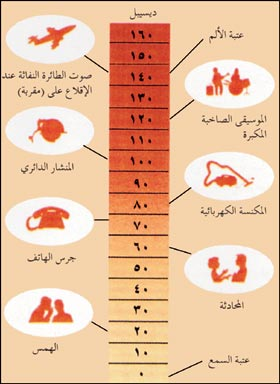 ديسيبل
١٦٠
١٥٠
١٤٠
١٣٠
١٢٠
١١٠
١٠٠
٩٠
٨٠
٧٠
٦٠
٥٠
٤٠
٣٠
٢٠
١٠
٠
عتبة الألم
صوت الطائرة النفاثة عند
الإقلاع على (مقربة)
الموسيقى الصاخبة
المكبرة
المنشار الدائري
المكنسة الكهربائية
جرس الهاتف
المحادثة
الهمس
عتبة السمع